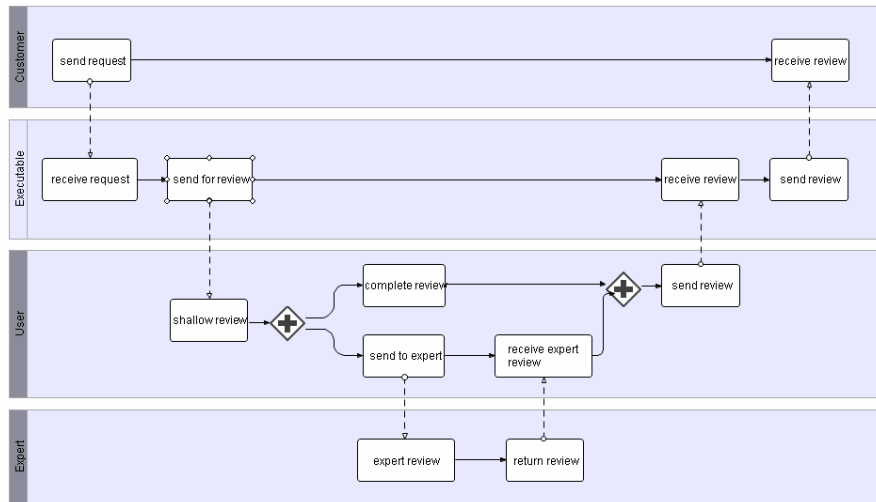 Customer
send request
receive review
Executable
receive request
send for review
receive review
send review
User
shallow review
complete review
send to expert
receive expert
review
send review
Expert
expert review
return review